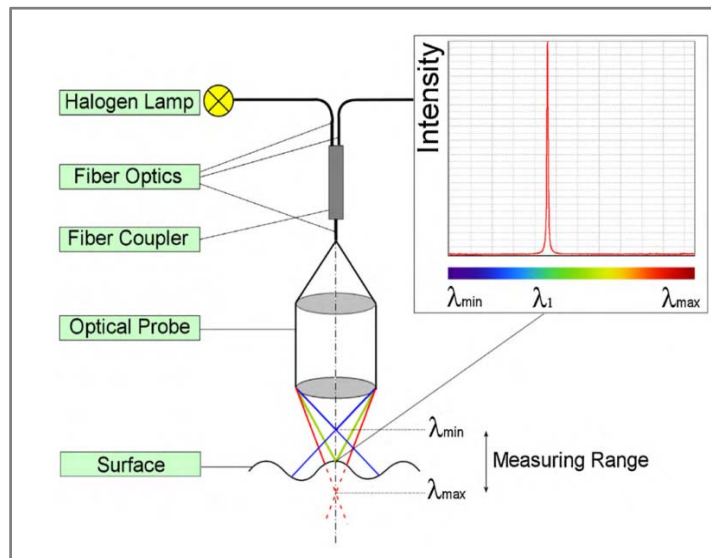 Halogen Lamp
Fiber Optics
Fiber Coupler
Optical Probe
Surface
Intensity
λmin
λ1
λmax
λmin
Measuring Range
λmax